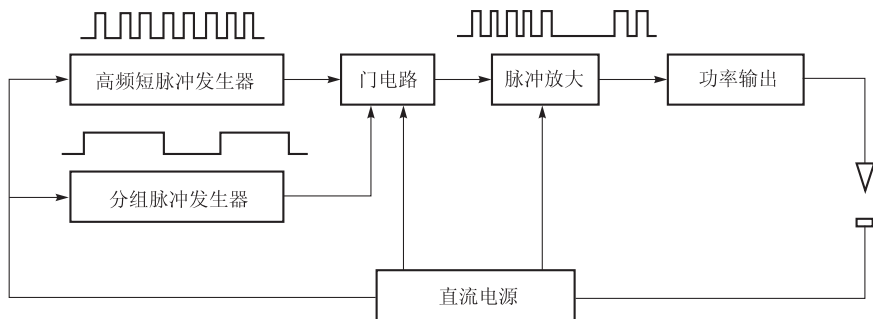 高频短脉冲发生器
门电路
脉冲放大
功率输出
分组脉冲发生器
直流电源